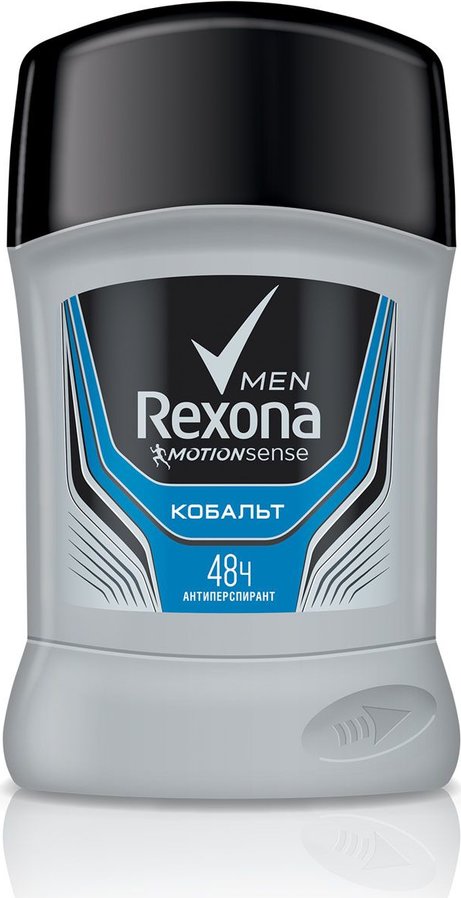 MEN
Rexona
MOTIONsense
КОБАЛЬТ
48Ч
АНТИПЕРСПИРАНТ